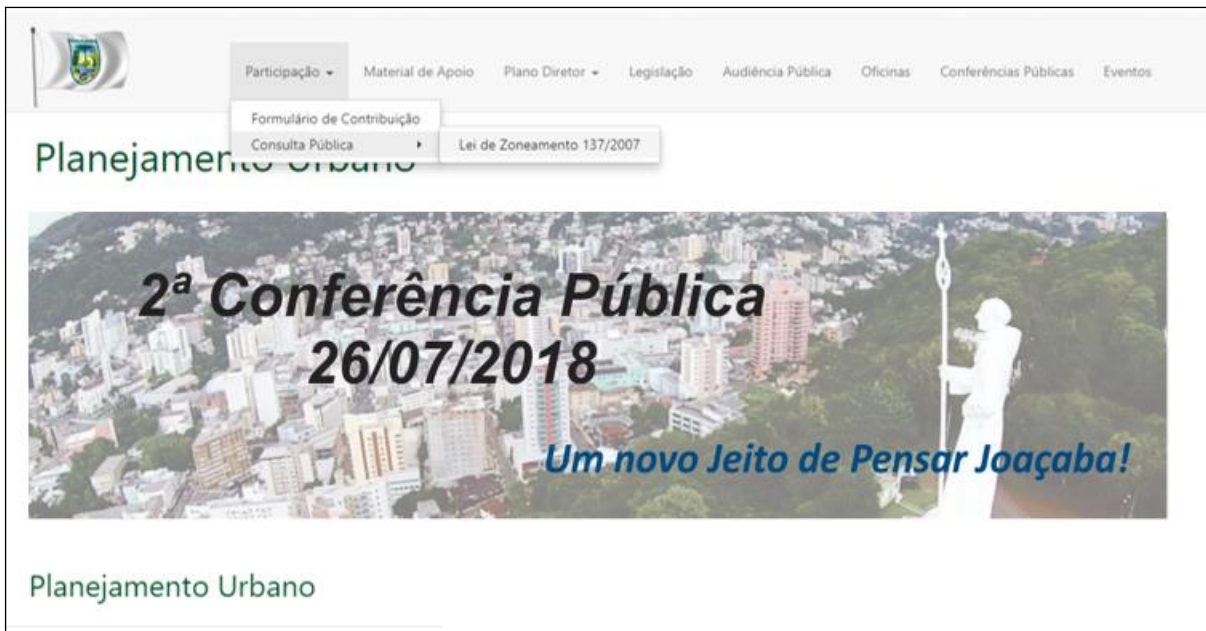 Participação Material de Apoio Plano Diretor Legislação Audiência Pública Oficinas Conferências Públicas Eventos
Formulário de Contribuição
Consulta Pública Lei de Zoneamento 137/2007
Planejamento Urbano
2ª Conferência Pública
26/07/2018
Um novo Jeito de Pensar Joaçaba!
Planejamento Urbano